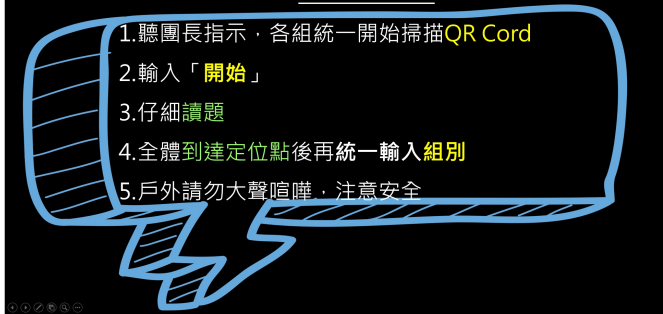 1.聽團長指示，各組統一開始掃描QR Cord
2.輸入「開始」
3.仔細讀題
4.全體到達定位點後再統一輸入組別
5.戶外請勿大聲喧嘩，注意安全